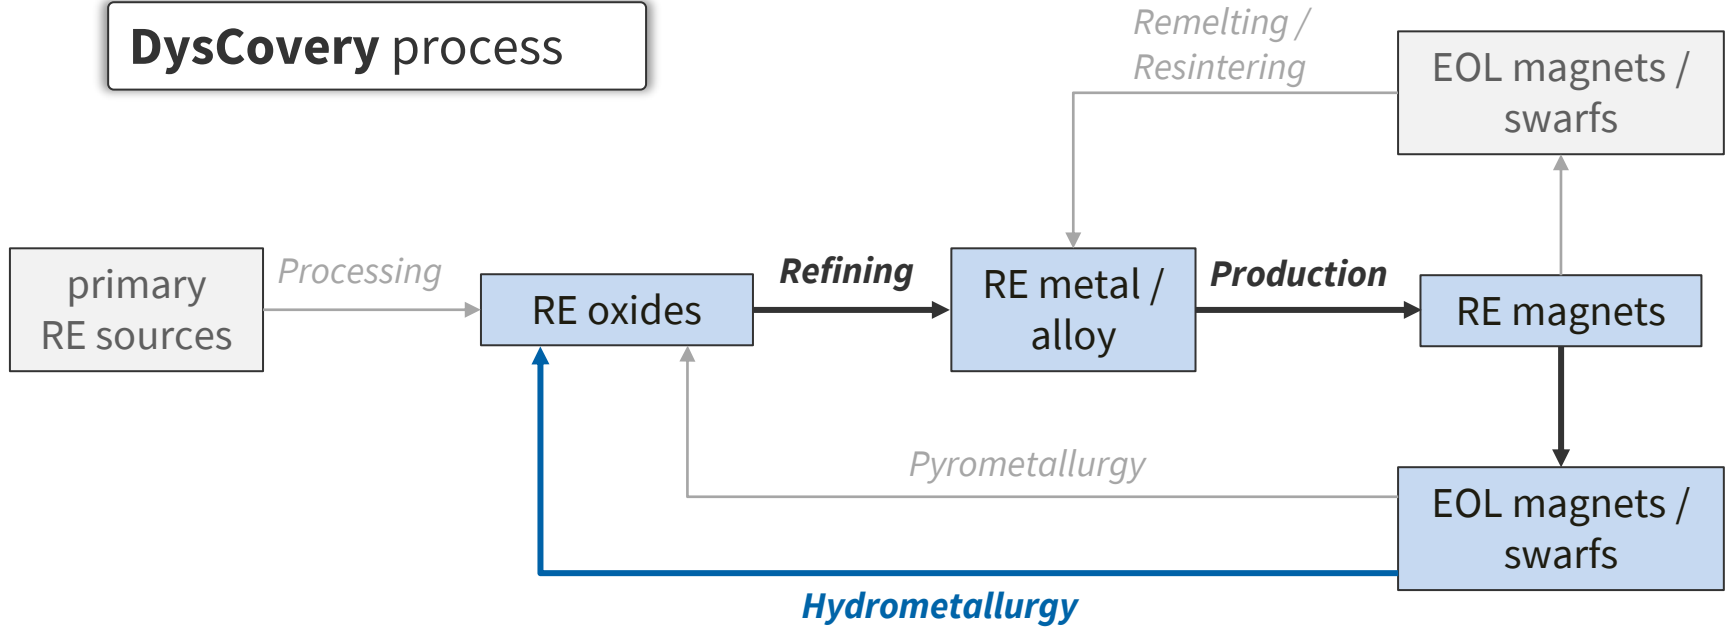 DysCovery process
Remelting /
Resintering
EOL magnets /
swarfs
primary
RE sources
Processing
RE oxides
Refining
RE metal /
alloy
Production
RE magnets
Pyrometallurgy
EOL magnets /
swarfs
Hydrometallurgy